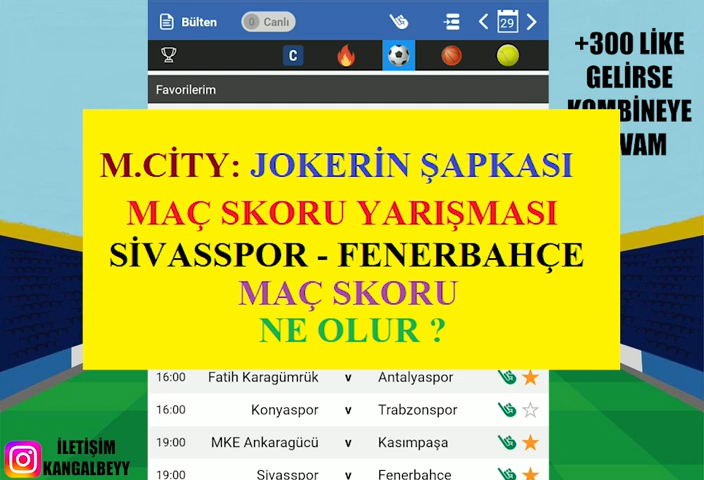 Bülten
0 Canlı
29
C
Favorilerim
+300 LİKE
GELİRSE
KOMBİNEYE
VAM
M.CİTY: JOKERİN ŞAPKASI
MAÇ SKORU YARIŞMASI
SİVASSPOR - FENERBAHÇE
MAÇ SKORU
NE OLUR ?
16:00 Fatih Karagümrük v Antalyaspor
16:00 Konyaspor v Trabzonspor
19:00 MKE Ankaragücü v Kasımpaşa
19:00 Sivasspor v Fenerbahçe
İLETİŞİM
KANGALBEYY